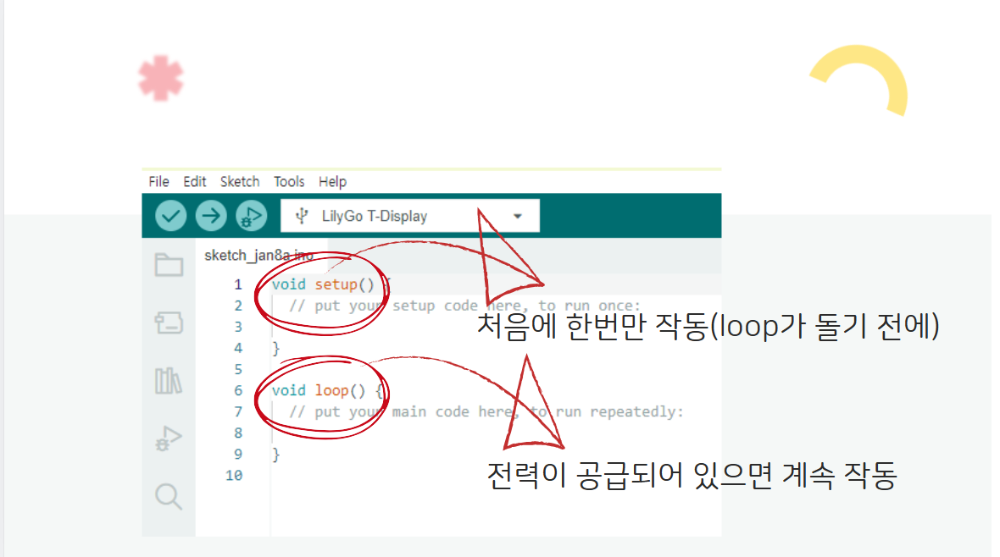 File Edit Sketch Tools Help
LilyGo T-Display
sketch_jan8a.ino
1 void setup() {
2 // put your setup code here, to run once:
3
처음에 한번만 작동(loop가 돌기 전에)
4 }
5
6 void loop() {
7 // put your main code here, to run repeatedly:
8
9 }
10
전력이 공급되어 있으면 계속 작동